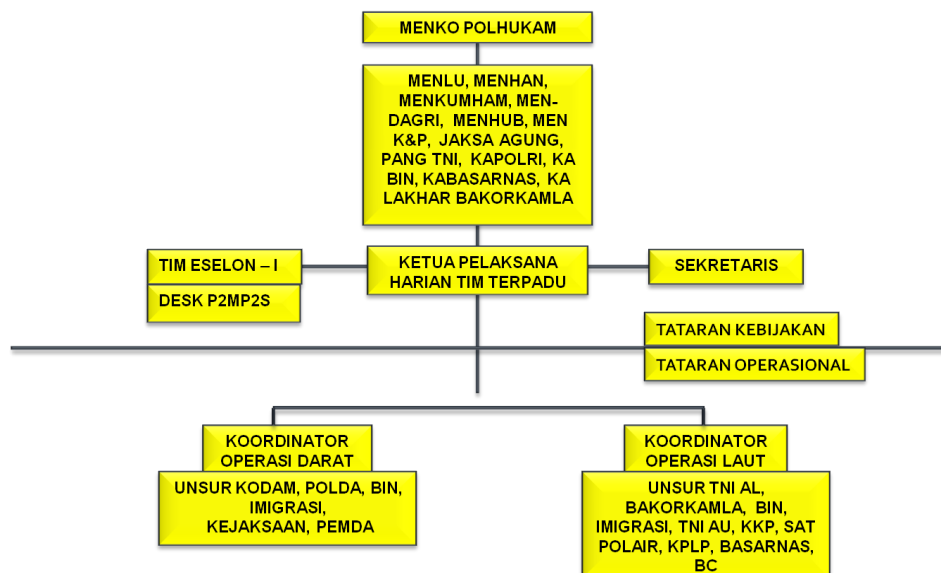 MENKO POLHUKAM
MENLU, MENHAN,
MENKUMHAM, MEN-
DAGRI, MENHUB, MEN
K&P, JAKSA AGUNG,
PANG TNI, KAPOLRI, KA
BIN, KABASARNAS, KA
LAKHAR BAKORKAMLA
TIM ESELON – I
DESK P2MP2S
KETUA PELAKSANA
HARIAN TIM TERPADU
SEKRETARIS
TATARAN KEBIJAKAN
TATARAN OPERASIONAL
KOORDINATOR
OPERASI DARAT
UNSUR KODAM, POLDA, BIN,
IMIGRASI,
KEJAKSAAN, PEMDA
KOORDINATOR
OPERASI LAUT
UNSUR TNI AL,
BAKORKAMLA, BIN,
IMIGRASI, TNI AU, KKP, SAT
POLAIR, KPLP, BASARNAS,
BC